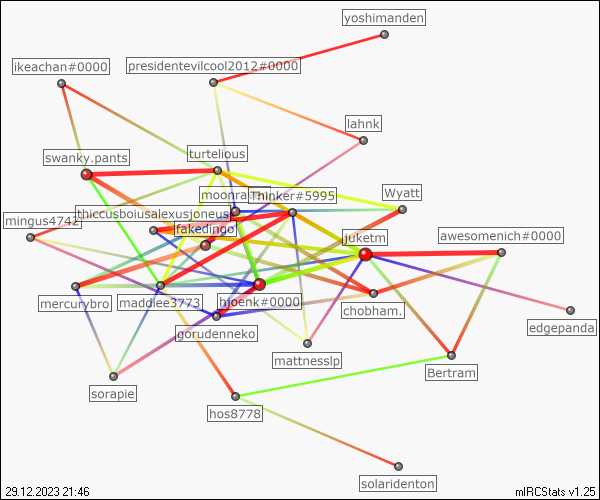 yoshimanden
ikeachan#0000
presidentevilcool2012#0000
lahnk
turtelious
swanky.pants
Thinker#5995
Wyatt
thiccusboiusalexusjoneus
mingus4742
fakedingo
juketm
awesomenich#0000
mercurybro
maddiee3773
hjoenk#0000
chobham.
edgepanda
gorudenneko
mattnesslp
Bertram
sorapie
hos8778
solaridenton
29.12.2023 21:46
mIRCStats v1.25